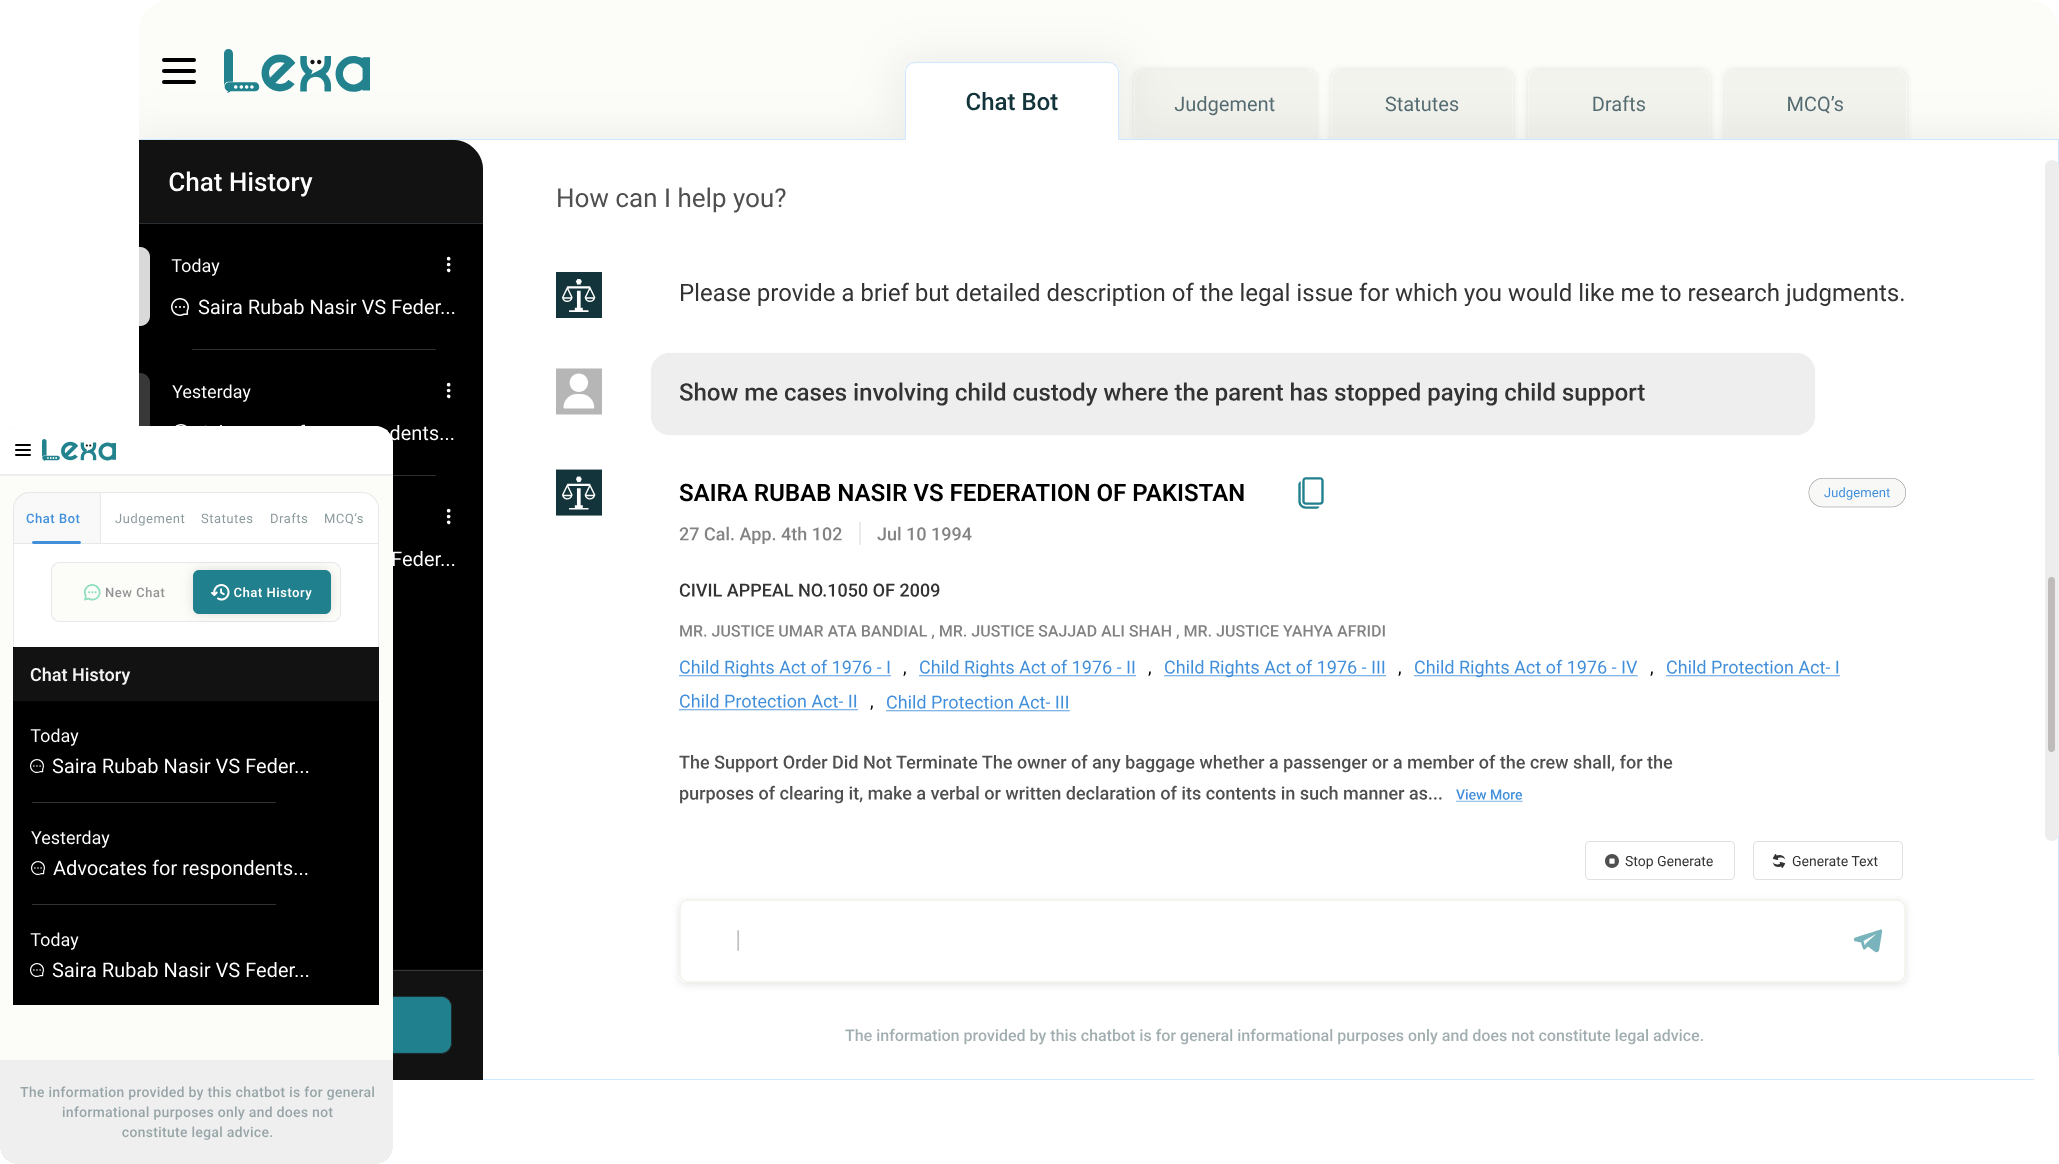 Lexa
Chat Bot
Judgement
Statutes
Drafts
MCQ’s
Chat History
Today
Saira Rubab Nasir VS Feder...
Yesterday
dents...
Feder...
How can I help you?
Please provide a brief but detailed description of the legal issue for which you would like me to research judgments.
Show me cases involving child custody where the parent has stopped paying child support
SAIRA RUBAB NASIR VS FEDERATION OF PAKISTAN
Judgement
27 Cal. App. 4th 102 Jul 10 1994
CIVIL APPEAL NO.1050 OF 2009
MR. JUSTICE UMAR ATA BANDIAL , MR. JUSTICE SAJJAD ALI SHAH , MR. JUSTICE YAHYA AFRIDI
Child Rights Act of 1976 - I , Child Rights Act of 1976 - II , Child Rights Act of 1976 - III , Child Rights Act of 1976 - IV , Child Protection Act- I
Child Protection Act- II , Child Protection Act- III
The Support Order Did Not Terminate The owner of any baggage whether a passenger or a member of the crew shall, for the
purposes of clearing it, make a verbal or written declaration of its contents in such manner as... View More
Stop Generate
Generate Text
The information provided by this chatbot is for general informational purposes only and does not constitute legal advice.
Lexa
Chat Bot
Judgement
Statutes
Drafts
MCQ’s
New Chat
Chat History
Chat History
Today
Saira Rubab Nasir VS Feder...
Yesterday
Advocates for respondents...
Today
Saira Rubab Nasir VS Feder...
The information provided by this chatbot is for general
informational purposes only and does not
constitute legal advice.